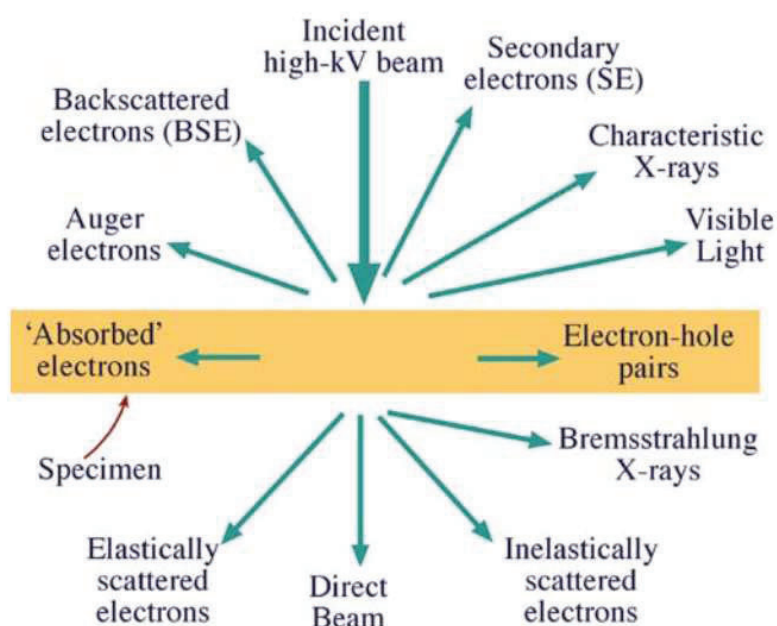 Incident
high-kV beam
Secondary
electrons (SE)
Backscattered
electrons (BSE)
Characteristic
X-rays
Auger
electrons
Visible
Light
‘Absorbed’
electrons
Electron-hole
pairs
Specimen
Bremsstrahlung
X-rays
Elastically
scattered
electrons
Direct
Beam
Inelastically
scattered
electrons